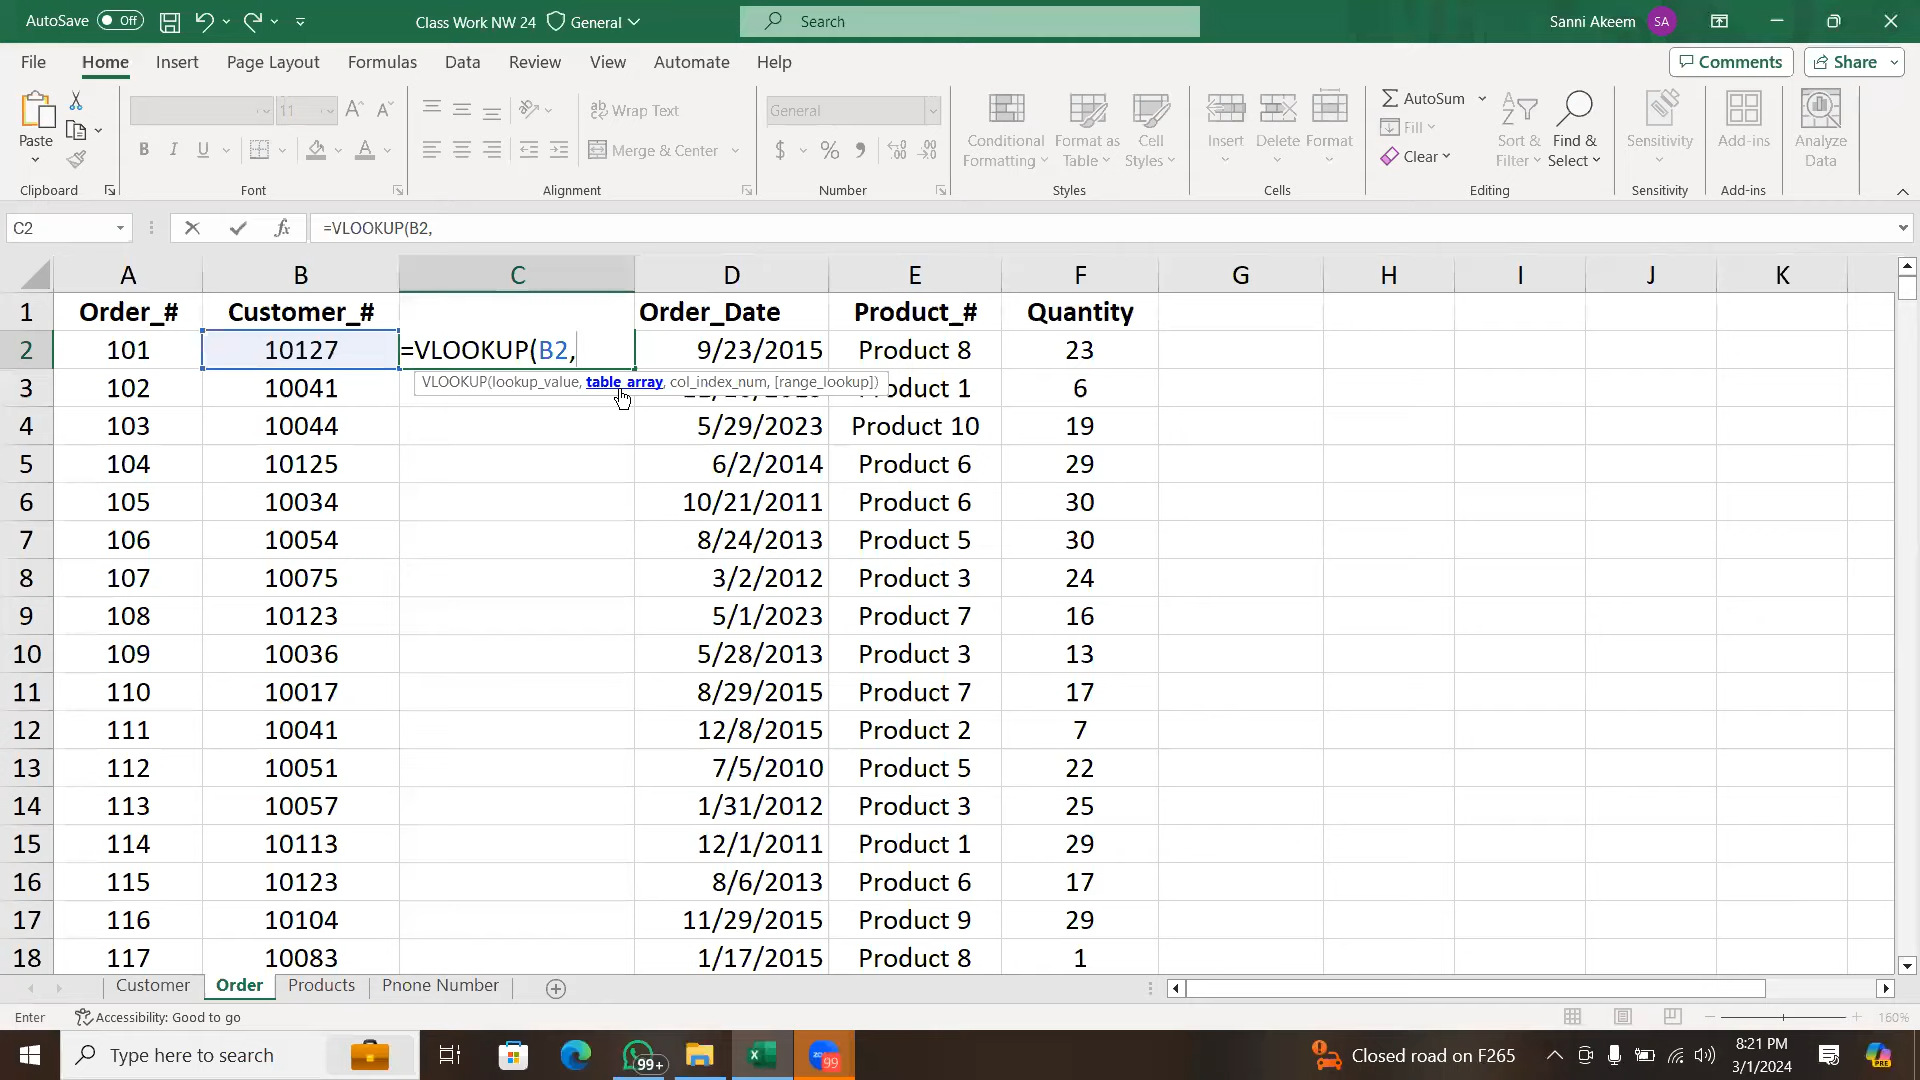 AutoSave Off Class Work NW 24 General Search Sanni Akeem SA
File Home Insert Page Layout Formulas Data Review View Automate Help Comments Share
Paste
Clipboard
11
B I U A
Font
Wrap Text
Merge & Center
Alignment
General
$ % 9
Number
Conditional Formatting
Format as Table
Cell Styles
Styles
Insert Delete Format
Cells
AutoSum
Fill
Clear
Sort & Filter
Find & Select
Editing
Sensitivity
Sensitivity
Add-ins
Add-ins
Analyze Data
C2 fx =VLOOKUP(B2,
A B C D E F G H I J K
1 Order_# Customer_# Order_Date Product_# Quantity
2 101 10127 =VLOOKUP(B2, 9/23/2015 Product 8 23
VLOOKUP(lookup_value, table_array, col_index_num, [range_lookup])
3 102 10041 1 6
4 103 10044 5/29/2023 Product 10 19
5 104 10125 6/2/2014 Product 6 29
6 105 10034 10/21/2011 Product 6 30
7 106 10054 8/24/2013 Product 5 30
8 107 10075 3/2/2012 Product 3 24
9 108 10123 5/1/2023 Product 7 16
10 109 10036 5/28/2013 Product 3 13
11 110 10017 8/29/2015 Product 7 17
12 111 10041 12/8/2015 Product 2 7
13 112 10051 7/5/2010 Product 5 22
14 113 10057 1/31/2012 Product 3 25
15 114 10113 12/1/2011 Product 1 29
16 115 10123 8/6/2013 Product 6 17
17 116 10104 11/29/2015 Product 9 29
18 117 10083 1/17/2015 Product 8 1
Customer Order Products Pnone Number
Enter Accessibility: Good to go 160%
Type here to search 99+ 99 Closed road on F265 8:21 PM
3/1/2024
PRE